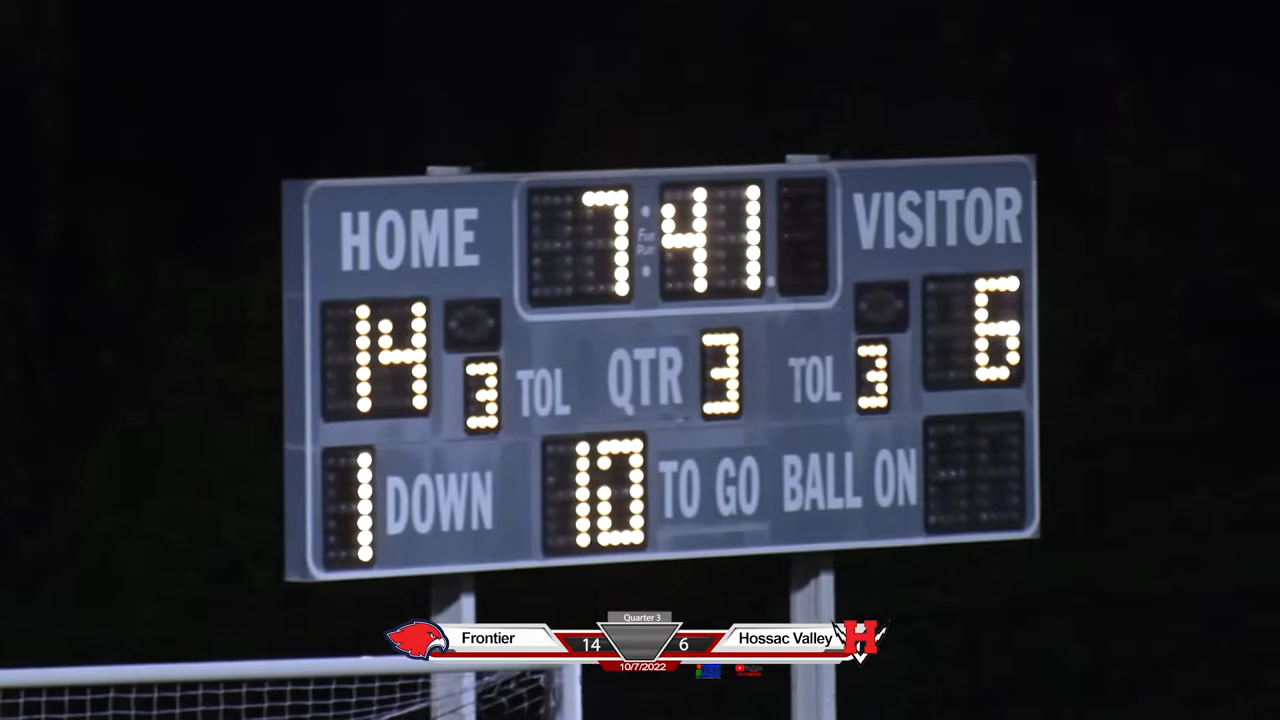 HOME 7:41 VISITOR
14 6
3 TOL QTR 3 TOL 3
1 DOWN 10 TO GO BALL ON
Quarter 3
Frontier 14 6 Hossac Valley H
10/7/2022